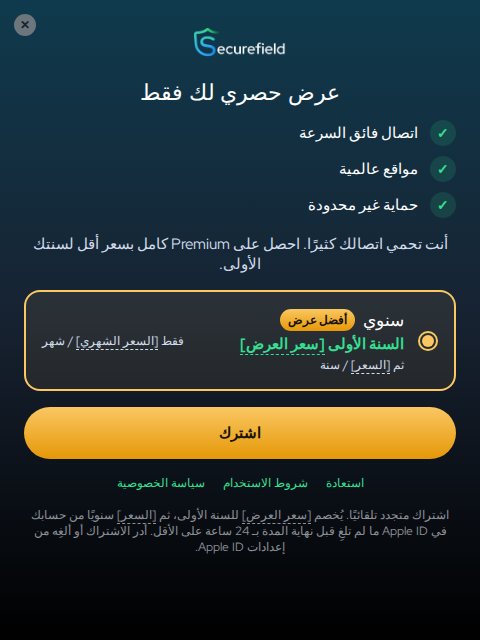 Securefield
عرض حصري لك فقط
✓ اتصال فائق السرعة
✓ مواقع عالمية
✓ حماية غير محدودة
أنت تحمي اتصالك كثيرًا. احصل على Premium كامل بسعر أقل لسنتك
الأولى.
سنوي أفضل عرض
السنة الأولى [سعر العرض]
فقط [السعر الشهري] / شهر
ثم [السعر] / سنة
اشترك
استعادة شروط الاستخدام سياسة الخصوصية
اشتراك متجدد تلقائيًا. يُخصم [سعر العرض] للسنة الأولى، ثم [السعر] سنويًا من حسابك
في Apple ID ما لم تلغِ قبل نهاية المدة بـ 24 ساعة على الأقل. أدر الاشتراك أو ألغِه من
إعدادات Apple ID.